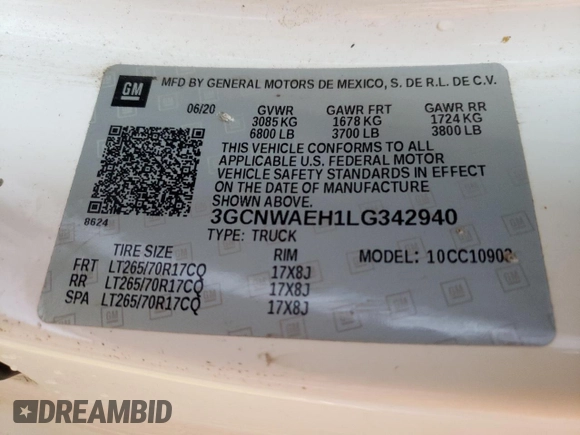 GM
MFD BY GENERAL MOTORS DE MEXICO, S. DE R.L. DE C.V.
06/20 GVWR GAWR FRT GAWR RR
3085 KG 1678 KG 1724 KG
6800 LB 3700 LB 3800 LB
THIS VEHICLE CONFORMS TO ALL
APPLICABLE U.S. FEDERAL MOTOR
VEHICLE SAFETY STANDARDS IN EFFECT
ON THE DATE OF MANUFACTURE
SHOWN ABOVE.
8624
3GCNWAEH1LG342940
TYPE: TRUCK MODEL: 10CC10903
TIRE SIZE RIM
FRT LT265/70R17CQ 17X8J
RR LT265/70R17CQ 17X8J
SPA LT265/70R17CQ 17X8J
DREAMBID